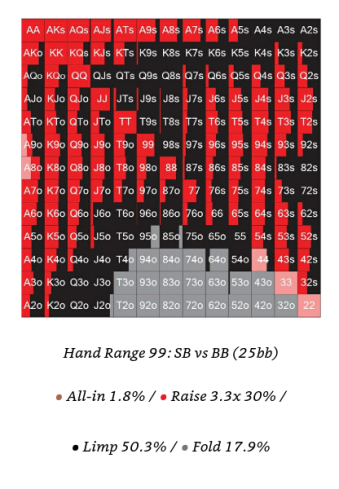 AA AKs AQs AJs ATs A9s A8s A7s A6s A5s A4s A3s A2s
AKo KK KQs KJs KTs K9s K8s K7s K6s K5s K4s K3s K2s
AQo KQo QQ QJs QTs Q9s Q8s Q7s Q6s Q5s Q4s Q3s Q2s
AJo KJo QJo JJ JTs J9s J8s J7s J6s J5s J4s J3s J2s
ATo KTo QTo JTo TT T9s T8s T7s T6s T5s T4s T3s T2s
A9o K9o Q9o J9o T9o 99 98s 97s 96s 95s 94s 93s 92s
A8o K8o Q8o J8o T8o 98o 88 87s 86s 85s 84s 83s 82s
A7o K7o Q7o J7o T7o 97o 87o 77 76s 75s 74s 73s 72s
A6o K6o Q6o J6o T6o 96o 86o 76o 66 65s 64s 63s 62s
A5o K5o Q5o J5o T5o 95o 85o 75o 65o 55 54s 53s 52s
A4o K4o Q4o J4o T4o 94o 84o 74o 64o 54o 44 43s 42s
A3o K3o Q3o J3o T3o 93o 83o 73o 63o 53o 43o 33 32s
A2o K2o Q2o J2o T2o 92o 82o 72o 62o 52o 42o 32o 22
Hand Range 99: SB vs BB (25bb)
• All-in 1.8% / • Raise 3.3x 30% /
• Limp 50.3% / • Fold 17.9%